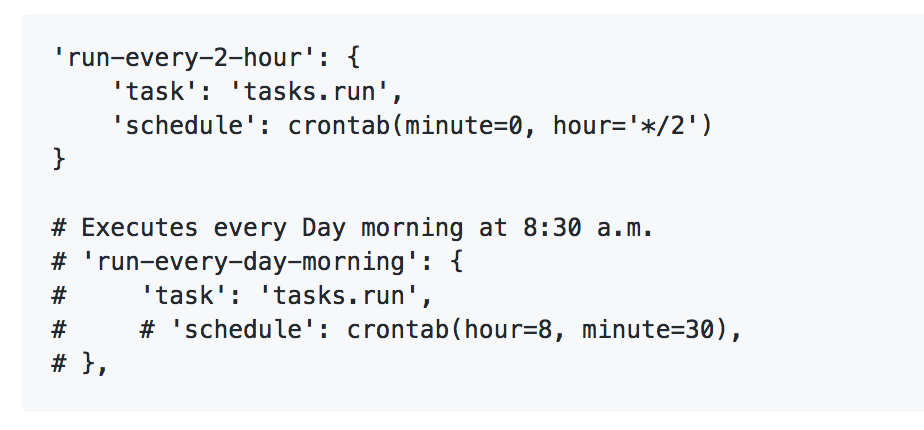 'run-every-2-hour': {
    'task': 'tasks.run',
    'schedule': crontab(minute=0, hour='*/2')
}

# Executes every Day morning at 8:30 a.m.
# 'run-every-day-morning': {
#     'task': 'tasks.run',
#     # 'schedule': crontab(hour=8, minute=30),
# },